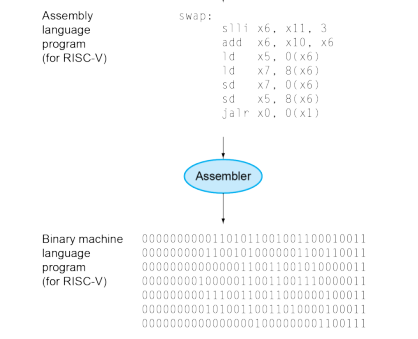 Assembly
language
program
(for RISC-V)
swap:
slli x6, x11, 3
add x6, x10, x6
ld x5, 0(x6)
ld x7, 8(x6)
sd x7, 0(x6)
sd x5, 8(x6)
jalr x0, 0(x1)
Assembler
Binary machine
language
program
(for RISC-V)
00000000001101011001001100010011
00000000011001010000001100110011
00000000000000110011001010000011
00000000100000110011001110000011
00000000011100110011000000100011
00000000010100110011010000100011
00000000000000001000000001100111